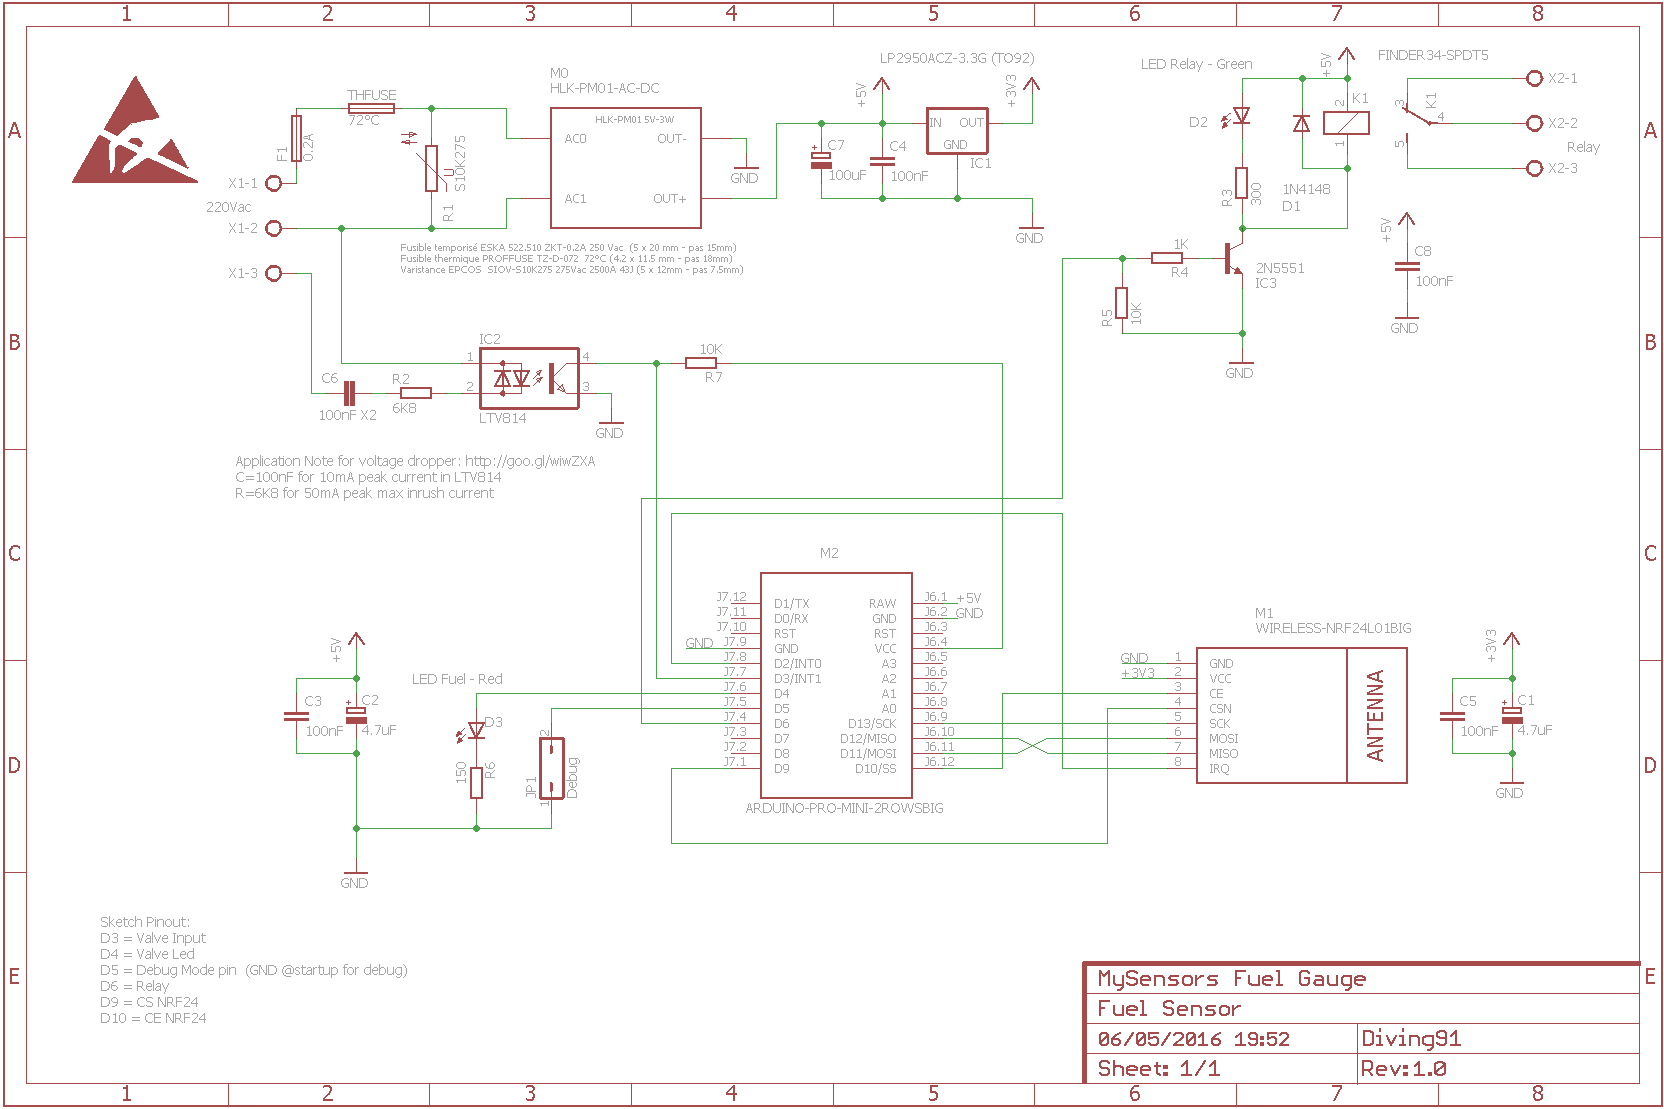 1 2 3 4 5 6 7 8
A
B
C
D
E
A
B
C
D
E
THFUSE
72°C
F1
0.2A
X1-1
220Vac
X1-2
X1-3
U
S10K275
R1
M0
HLK-PM01-AC-DC
HLK-PM01 5V-3W
AC0
OUT-
AC1
OUT+
GND
Fusible temporisé ESKA 522.510 ZKT-0.2A 250 Vac (5 x 20 mm - pas 15mm)
Fusible thermique PROFFUSE TZ-D-072 72°C (4.2 x 11.5 mm - pas 18mm)
Varistance EPCOS SIOV-S10K275 275Vac 2500A 43J (5 x 12mm - pas 7.5mm)
LP2950ACZ-3.3G (TO92)
+5V
+3V3
+
C7
100uF
C4
100nF
IN OUT
GND
IC1
GND
LED Relay - Green
+5V
FINDER34-SPDT5
D2
R3
300
1N4148
D1
2
K1
1
3
K1
4
5
X2-1
X2-2
Relay
X2-3
1K
R4
R5
10K
2N5551
IC3
GND
+5V
C8
100nF
GND
IC2
1
2
4
3
LTV814
C6
100nF X2
R2
6K8
GND
10K
R7
Application Note for voltage dropper: http://goo.gl/wiwZXA
C=100nF for 10mA peak current in LTV814
R=6K8 for 50mA peak max inrush current
M2
J7.12 D1/TX RAW J6.1 +5V
J7.11 D0/RX GND J6.2 GND
J7.10 RST RST J6.3
GND J7.9 GND VCC J6.4
J7.8 D2/INT0 A3 J6.5
J7.7 D3/INT1 A2 J6.6
J7.6 D4 A1 J6.7
J7.5 D5 A0 J6.8
J7.4 D6 D13/SCK J6.9
J7.3 D7 D12/MISO J6.10
J7.2 D8 D11/MOSI J6.11
J7.1 D9 D10/SS J6.12
ARDUINO-PRO-MINI-2ROWSBIG
M1
WIRELESS-NRF24L01BIG
GND 1 GND
+3V3 2 VCC
3 CE
4 CSN
5 SCK
6 MOSI
7 MISO
8 IRQ
ANTENNA
+3V3
C5
100nF
+
C1
4.7uF
GND
+5V
C3
100nF
+
C2
4.7uF
GND
LED Fuel - Red
D3
150
R6
JP1
2
1
Debug
Sketch Pinout:
D3 = Valve Input
D4 = Valve Led
D5 = Debug Mode pin (GND @startup for debug)
D6 = Relay
D9 = CS NRF24
D10 = CE NRF24
MySensors Fuel Gauge
Fuel Sensor
06/05/2016 19:52 Diving91
Sheet: 1/1 Rev:1.0
1 2 3 4 5 6 7 8